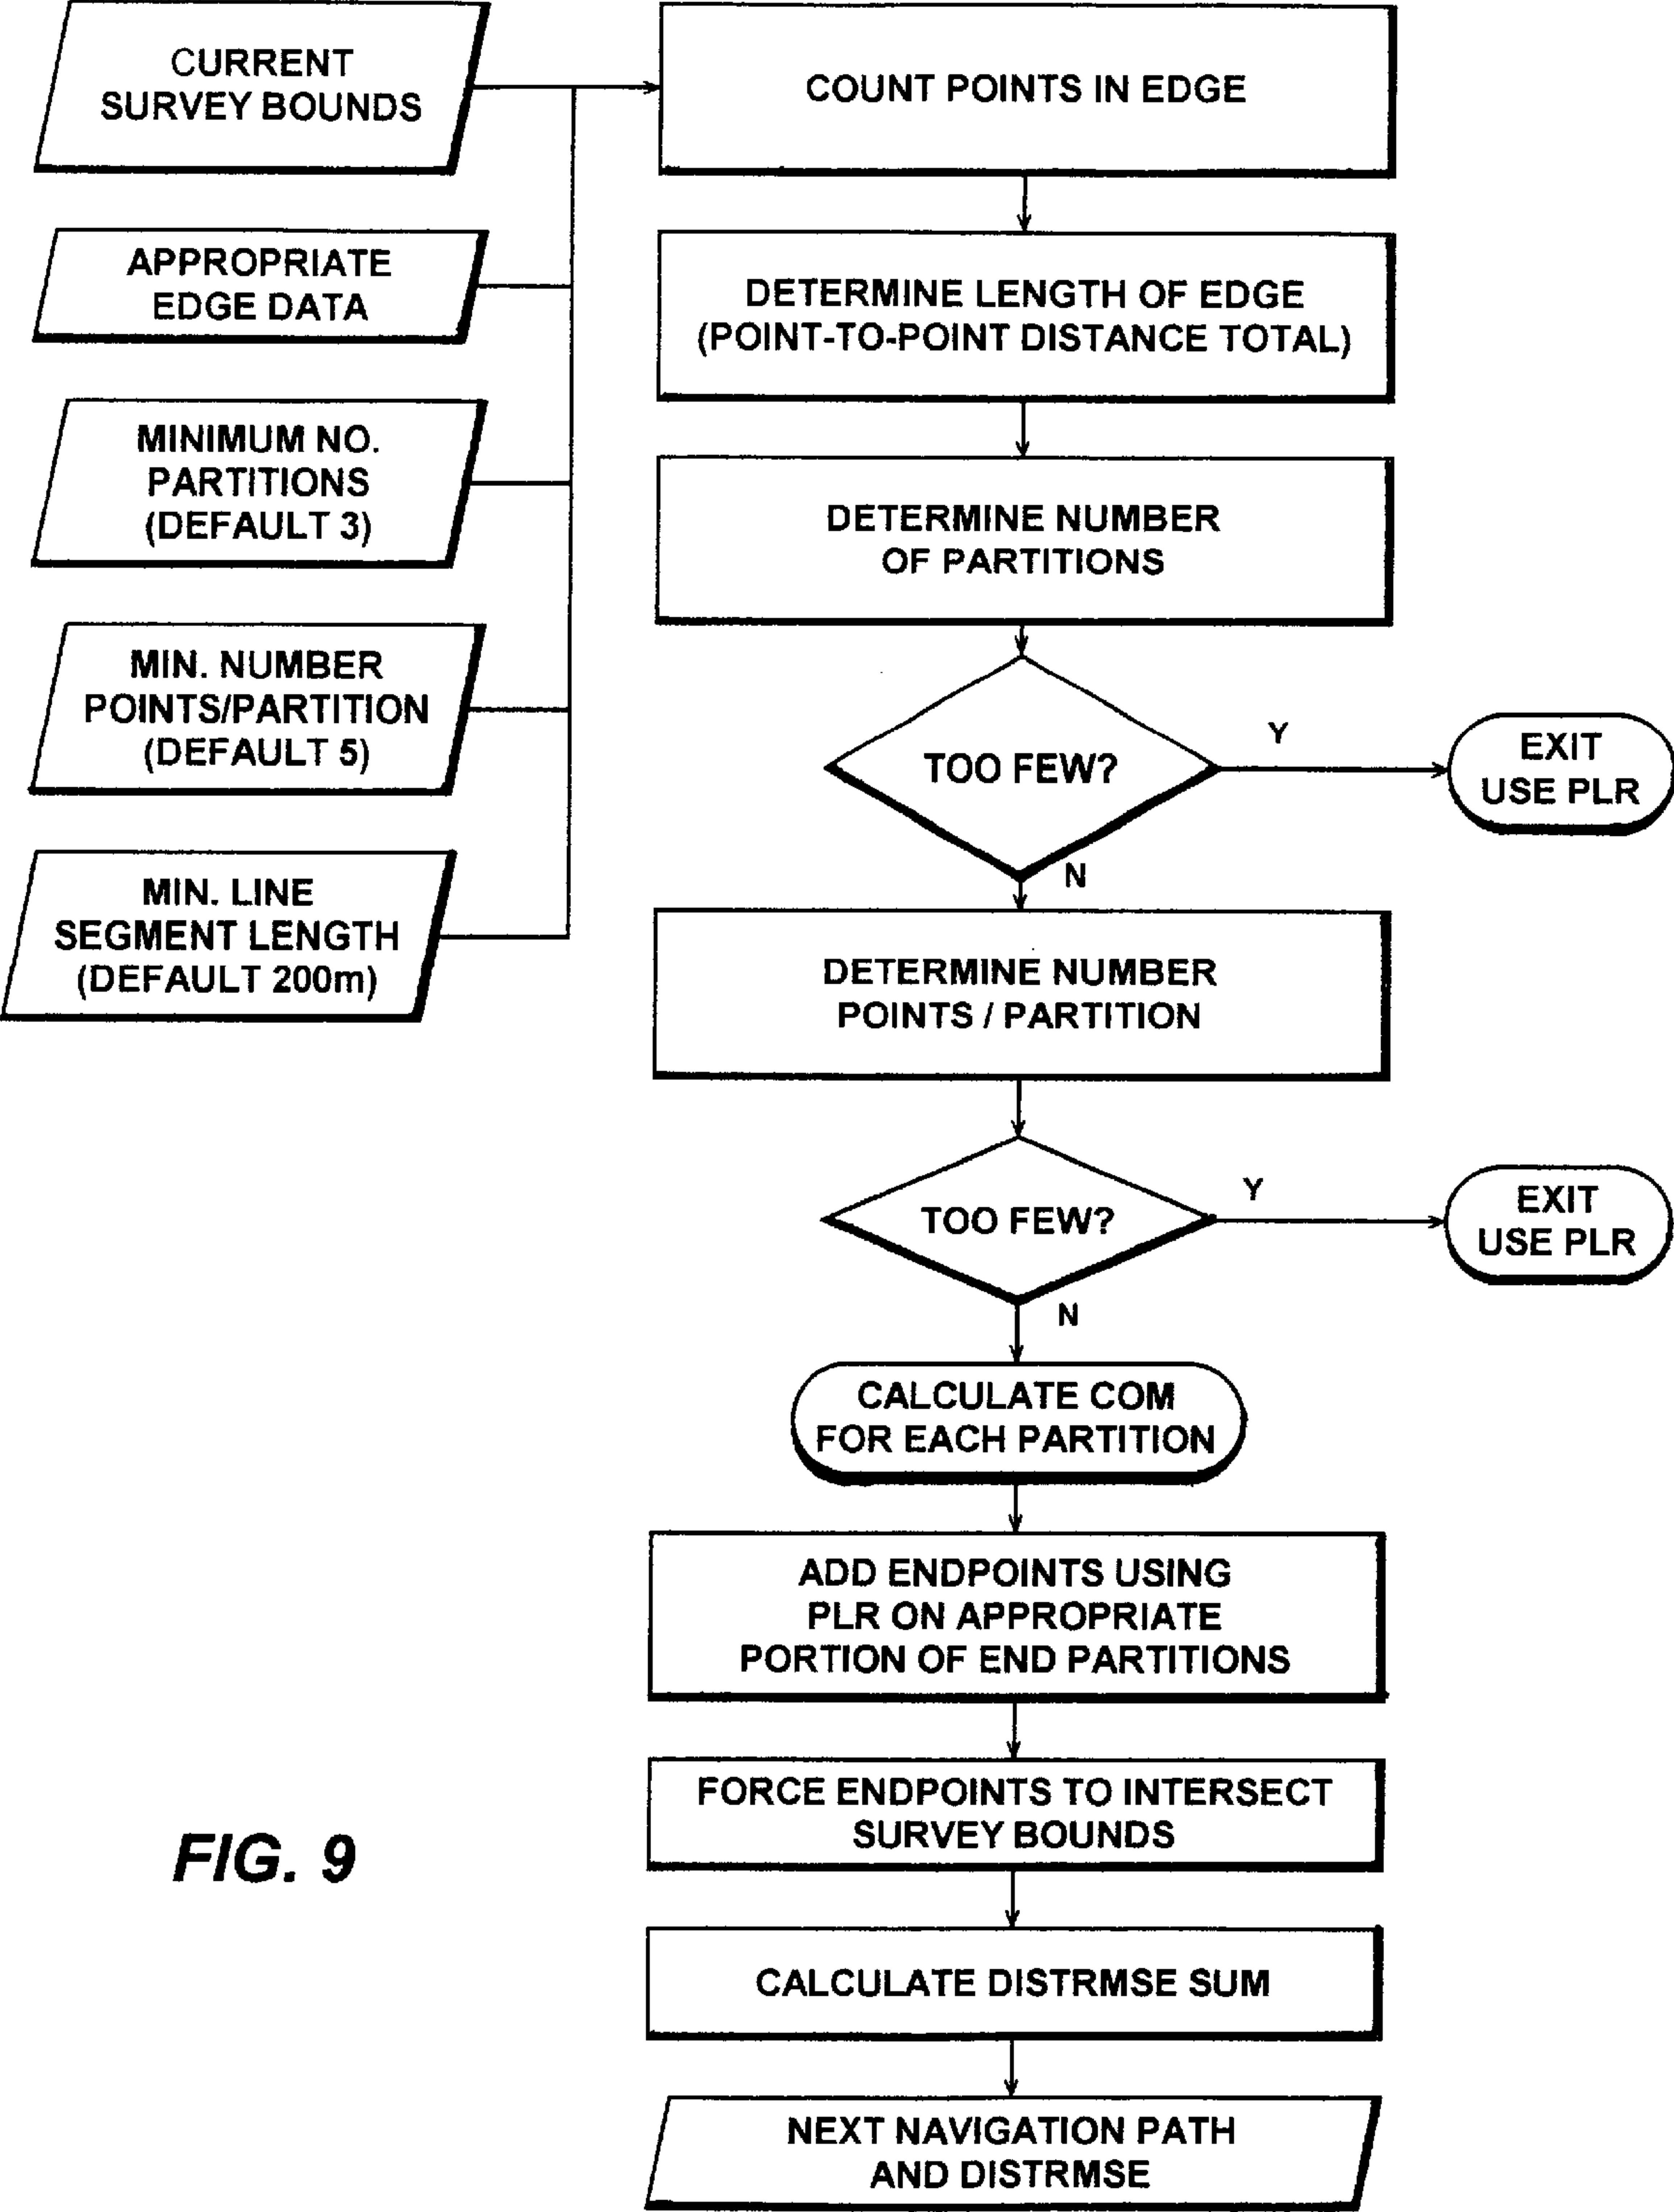 CURRENT
SURVEY BOUNDS
APPROPRIATE
EDGE DATA
MINIMUM NO.
PARTITIONS
(DEFAULT 3)
MIN. NUMBER
POINTS/PARTITION
(DEFAULT 5)
MIN. LINE
SEGMENT LENGTH
(DEFAULT 200m)
COUNT POINTS IN EDGE
DETERMINE LENGTH OF EDGE
(POINT-TO-POINT DISTANCE TOTAL)
DETERMINE NUMBER
OF PARTITIONS
TOO FEW?
Y
EXIT
USE PLR
N
DETERMINE NUMBER
POINTS / PARTITION
TOO FEW?
Y
EXIT
USE PLR
N
CALCULATE COM
FOR EACH PARTITION
ADD ENDPOINTS USING
PLR ON APPROPRIATE
PORTION OF END PARTITIONS
FORCE ENDPOINTS TO INTERSECT
SURVEY BOUNDS
CALCULATE DISTRMSE SUM
NEXT NAVIGATION PATH
AND DISTRMSE
FIG. 9